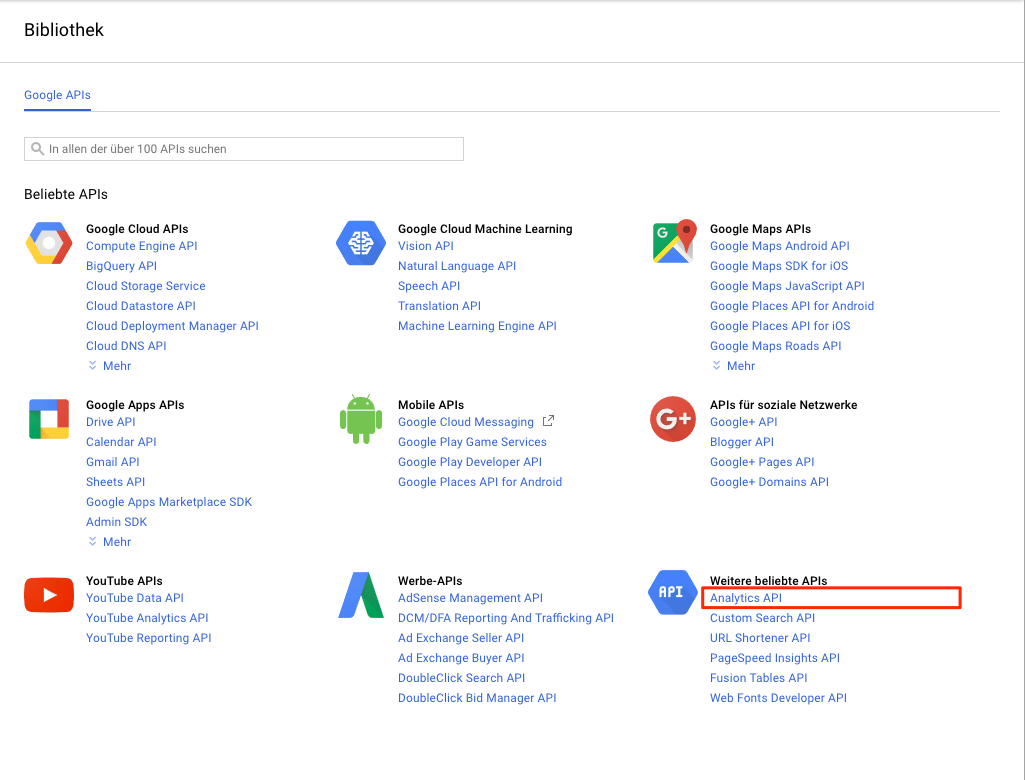 Bibliothek
Google APIs
In allen der über 100 APIs suchen
Beliebte APIs
Google Cloud APIs
Compute Engine API
BigQuery API
Cloud Storage Service
Cloud Datastore API
Cloud Deployment Manager API
Cloud DNS API
Mehr
Google Cloud Machine Learning
Vision API
Natural Language API
Speech API
Translation API
Machine Learning Engine API
G
Google Maps APIs
Google Maps Android API
Google Maps SDK for iOS
Google Maps JavaScript API
Google Places API for Android
Google Places API for iOS
Google Maps Roads API
Mehr
Google Apps APIs
Drive API
Calendar API
Gmail API
Sheets API
Google Apps Marketplace SDK
Admin SDK
Mehr
Mobile APIs
Google Cloud Messaging
Google Play Game Services
Google Play Developer API
Google Places API for Android
G+
APIs für soziale Netzwerke
Google+ API
Blogger API
Google+ Pages API
Google+ Domains API
YouTube APIs
YouTube Data API
YouTube Analytics API
YouTube Reporting API
Werbe-APIs
AdSense Management API
DCM/DFA Reporting And Trafficking API
Ad Exchange Seller API
Ad Exchange Buyer API
DoubleClick Search API
DoubleClick Bid Manager API
API
Weitere beliebte APIs
Analytics API
Custom Search API
URL Shortener API
PageSpeed Insights API
Fusion Tables API
Web Fonts Developer API